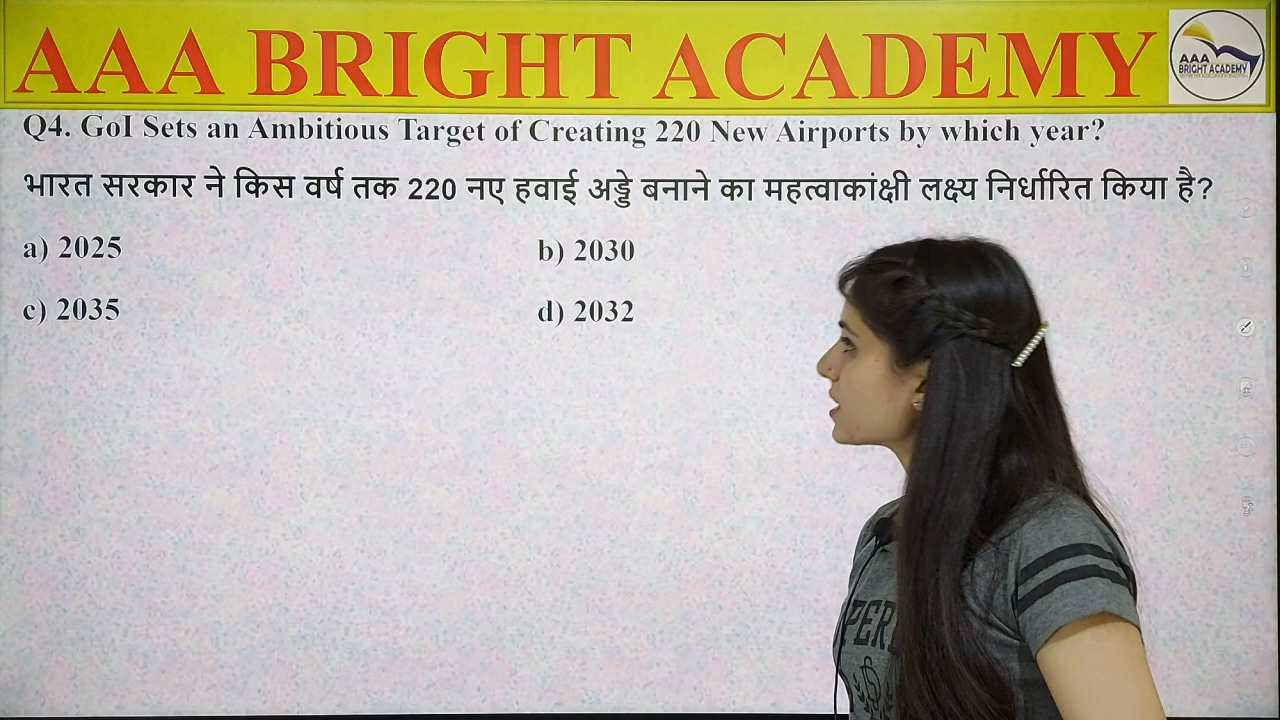 AAA BRIGHT ACADEMY
AAA
BRIGHT ACADEMY
Q4. GoI Sets an Ambitious Target of Creating 220 New Airports by which year?
भारत सरकार ने किस वर्ष तक 220 नए हवाई अड्डे बनाने का महत्वाकांक्षी लक्ष्य निर्धारित किया है?
a) 2025
b) 2030
c) 2035
d) 2032